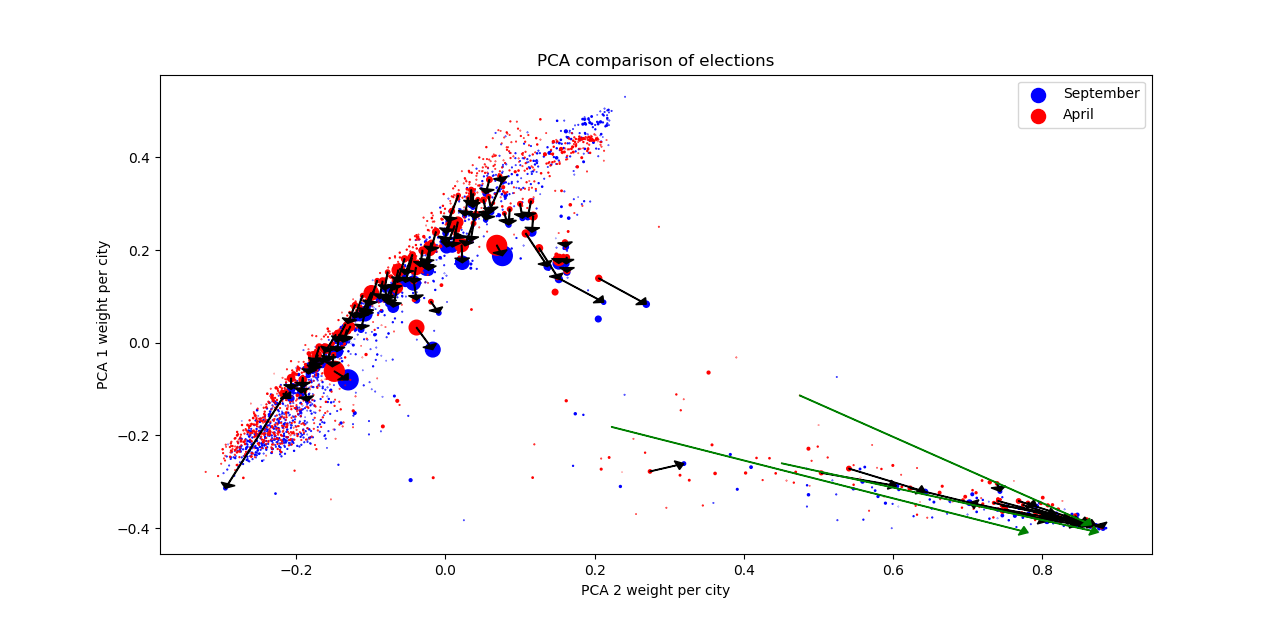 PCA comparison of elections
September
April
PCA 1 weight per city
0.4
0.2
0.0
−0.2
−0.4
−0.2
0.0
0.2
0.4
0.6
0.8
PCA 2 weight per city